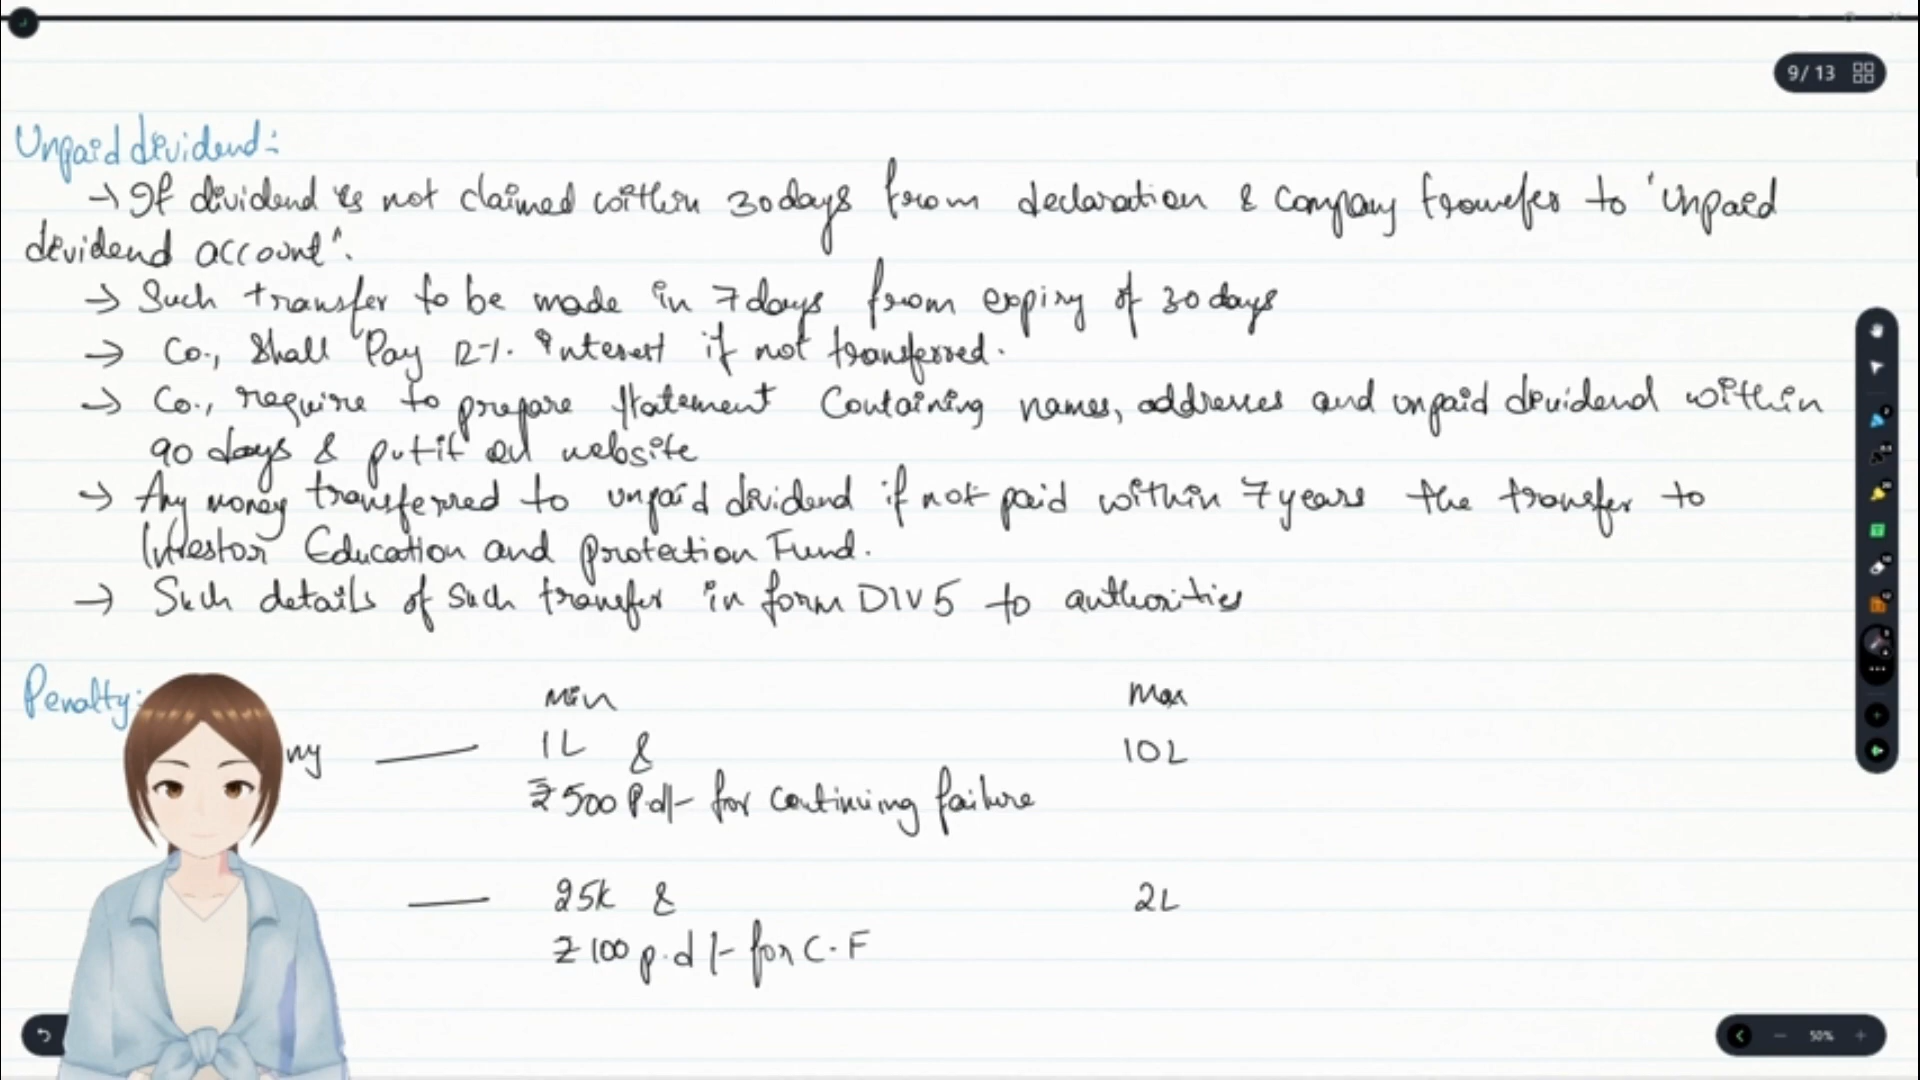 9/13
Unpaid dividend:
→ If dividend is not claimed within 30 days from declaration & Company transfer to "Unpaid
dividend account".
→ Such transfer to be made in 7 days from expiry of 30 days
→ Co., Shall Pay 12%. Interest if not transferred.
→ Co., require to prepare statement Containing names, addresses and unpaid dividend within
90 days & put it on website
→ Any money transferred to unpaid dividend if not paid within 7 years the transfer to
Investor Education and Protection Fund.
→ Such details of such transfer in form DIV 5 to authorities
Penalty: Min Max
ny — 1L & 10L
₹500 P.d/- for Continuing failure
— 25k & 2L
₹100 p.d/- for C.F
50%